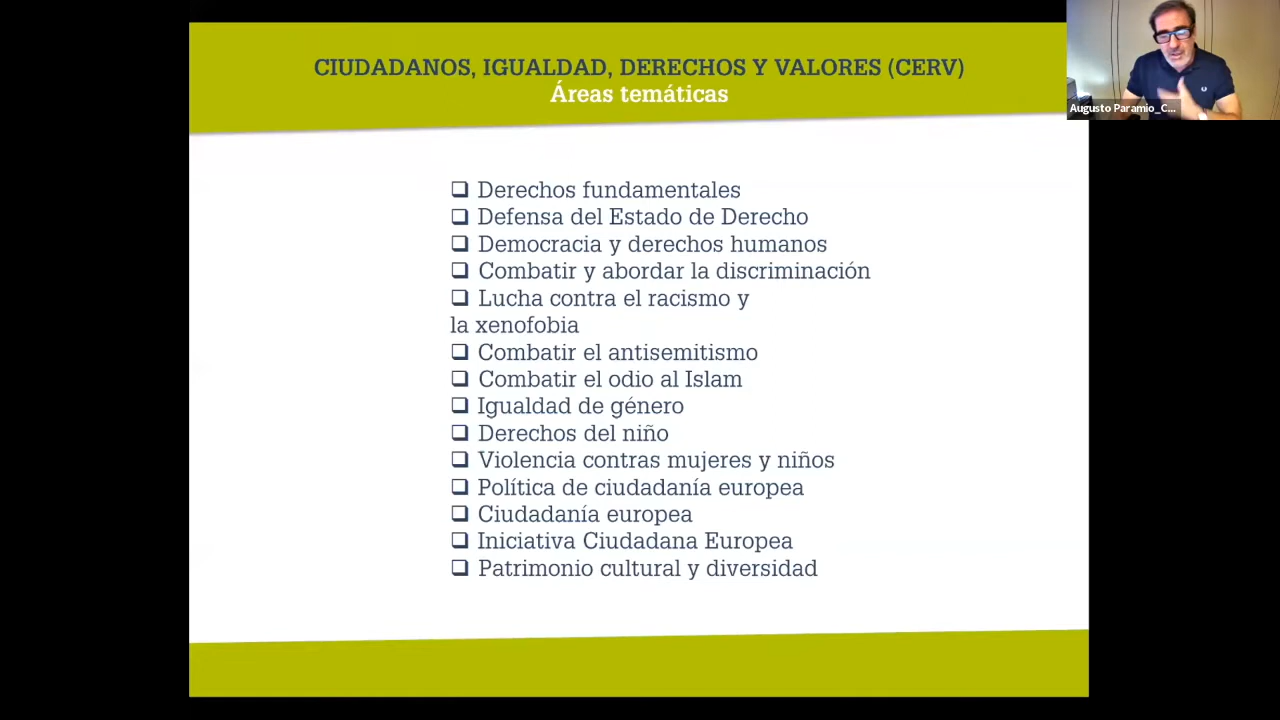 CIUDADANOS, IGUALDAD, DERECHOS Y VALORES (CERV)
Áreas temáticas
Augusto Paramio_C...
❑ Derechos fundamentales
❑ Defensa del Estado de Derecho
❑ Democracia y derechos humanos
❑ Combatir y abordar la discriminación
❑ Lucha contra el racismo y
la xenofobia
❑ Combatir el antisemitismo
❑ Combatir el odio al Islam
❑ Igualdad de género
❑ Derechos del niño
❑ Violencia contras mujeres y niños
❑ Política de ciudadanía europea
❑ Ciudadanía europea
❑ Iniciativa Ciudadana Europea
❑ Patrimonio cultural y diversidad